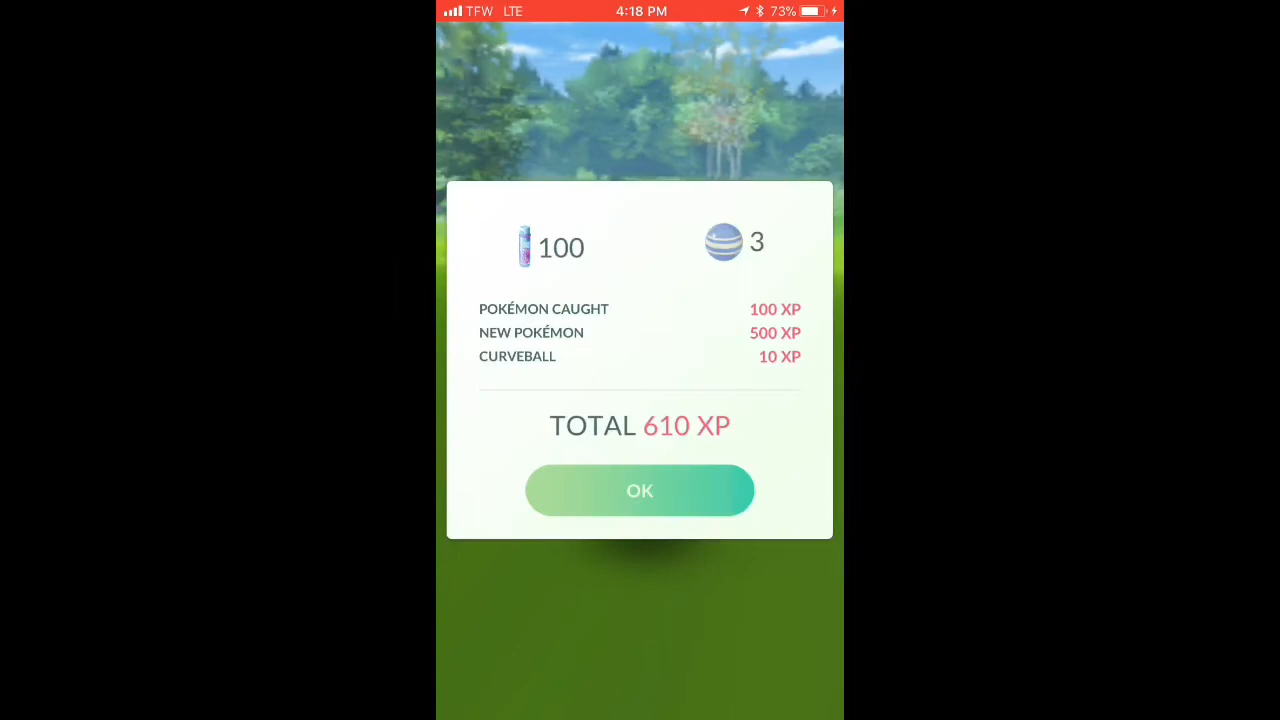 TFW LTE 4:18 PM 73%
100 3
POKÉMON CAUGHT 100 XP
NEW POKÉMON 500 XP
CURVEBALL 10 XP
TOTAL 610 XP
OK